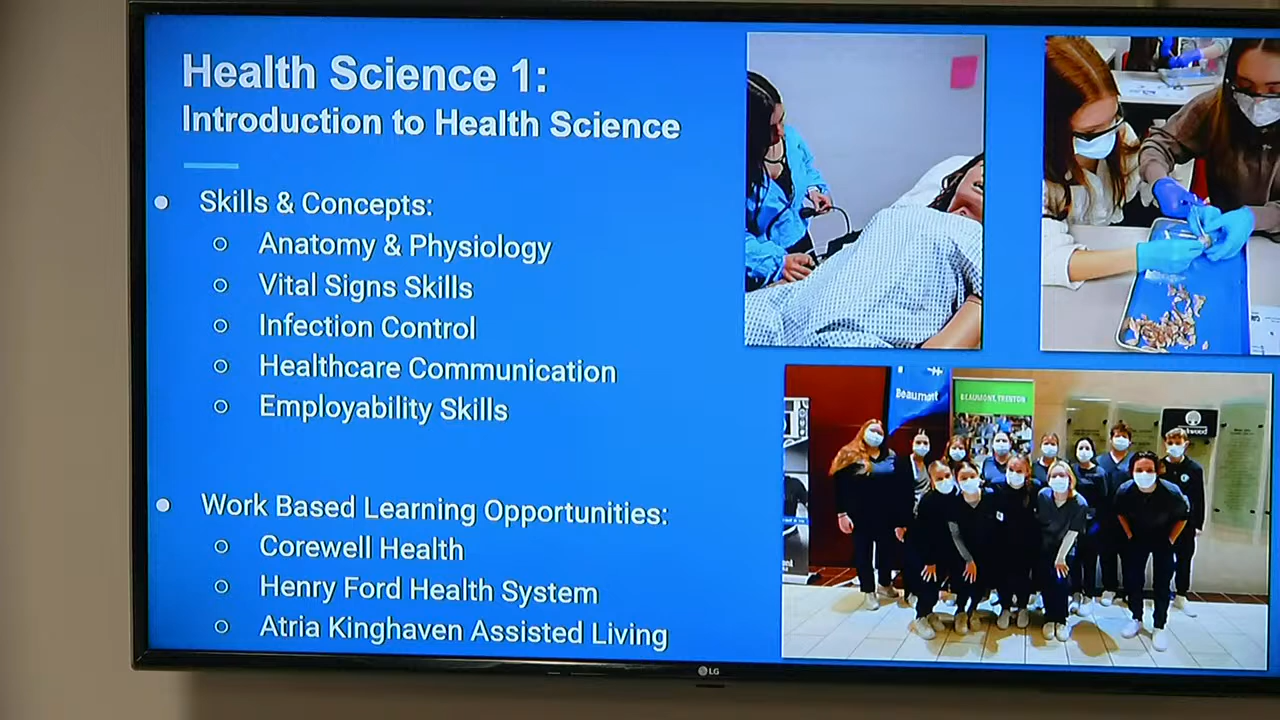 Health Science 1:
Introduction to Health Science
Skills & Concepts:
Anatomy & Physiology
Vital Signs Skills
Infection Control
Healthcare Communication
Employability Skills
Work Based Learning Opportunities:
Corewell Health
Henry Ford Health System
Atria Kinghaven Assisted Living
Beaumont
BEAUMONT, TRENTON
LG